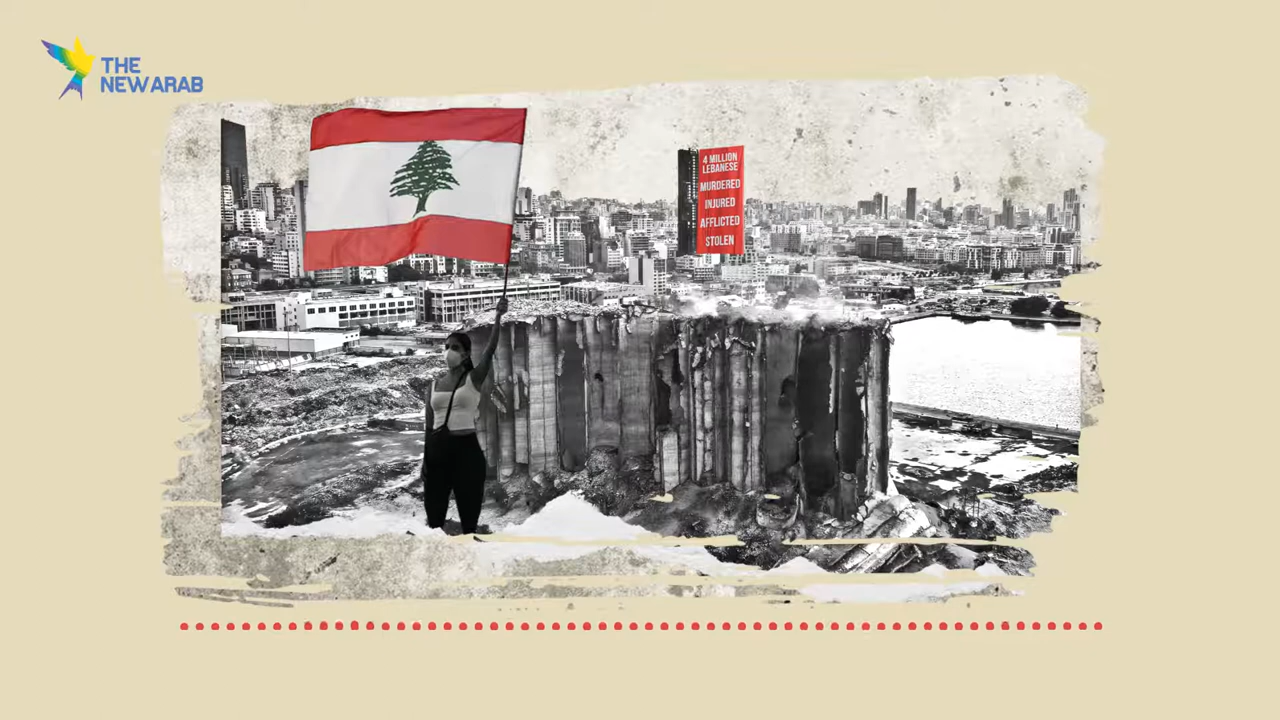 THE
NEW ARAB
4 MILLION
LEBANESE
MURDERED
INJURED
AFFLICTED
STOLEN